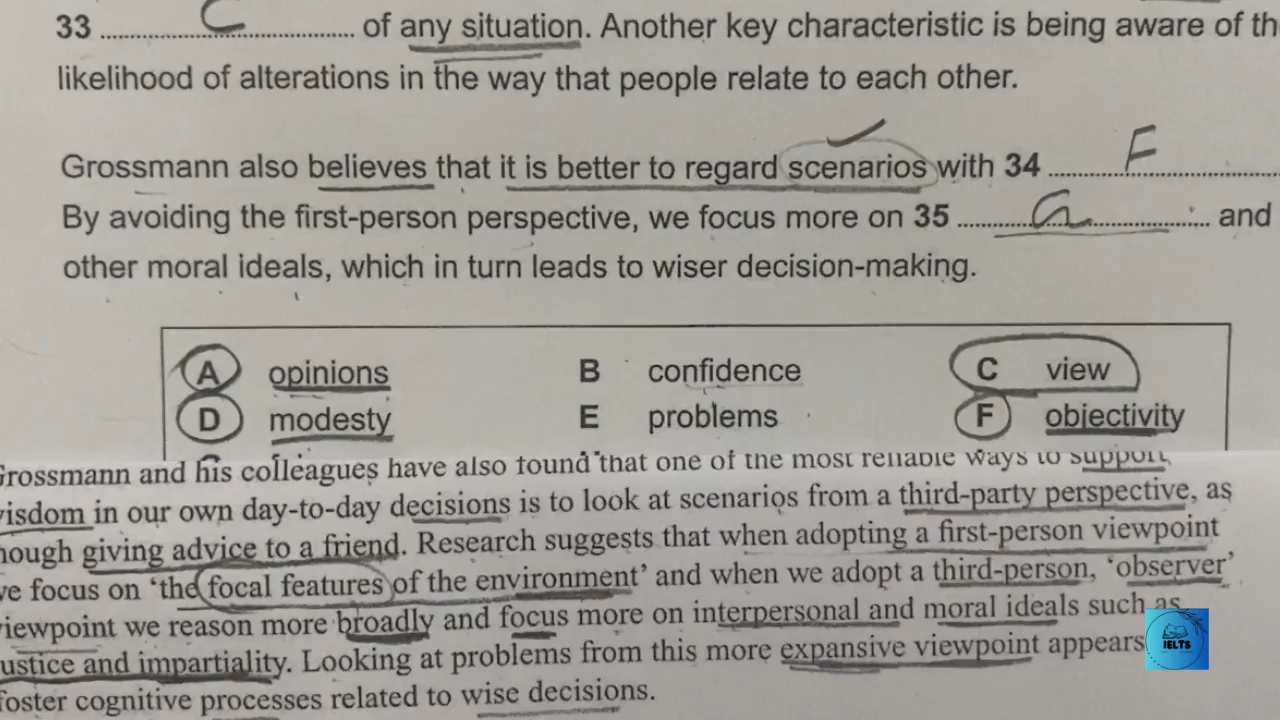 33 ........ C ........ of any situation. Another key characteristic is being aware of th
likelihood of alterations in the way that people relate to each other.
Grossmann also believes that it is better to regard scenarios with 34 ........ F ........
By avoiding the first-person perspective, we focus more on 35 ........ G ........ and
other moral ideals, which in turn leads to wiser decision-making.
A opinions B confidence C view
D modesty E problems F objectivity
Grossmann and his colleagues have also found that one of the most reliable ways to support
isdom in our own day-to-day decisions is to look at scenarios from a third-party perspective, as
hough giving advice to a friend. Research suggests that when adopting a first-person viewpoint
ve focus on ‘the focal features of the environment’ and when we adopt a third-person, ‘observer’
iewpoint we reason more broadly and focus more on interpersonal and moral ideals such as
ustice and impartiality. Looking at problems from this more expansive viewpoint appears
foster cognitive processes related to wise decisions.
IELTS